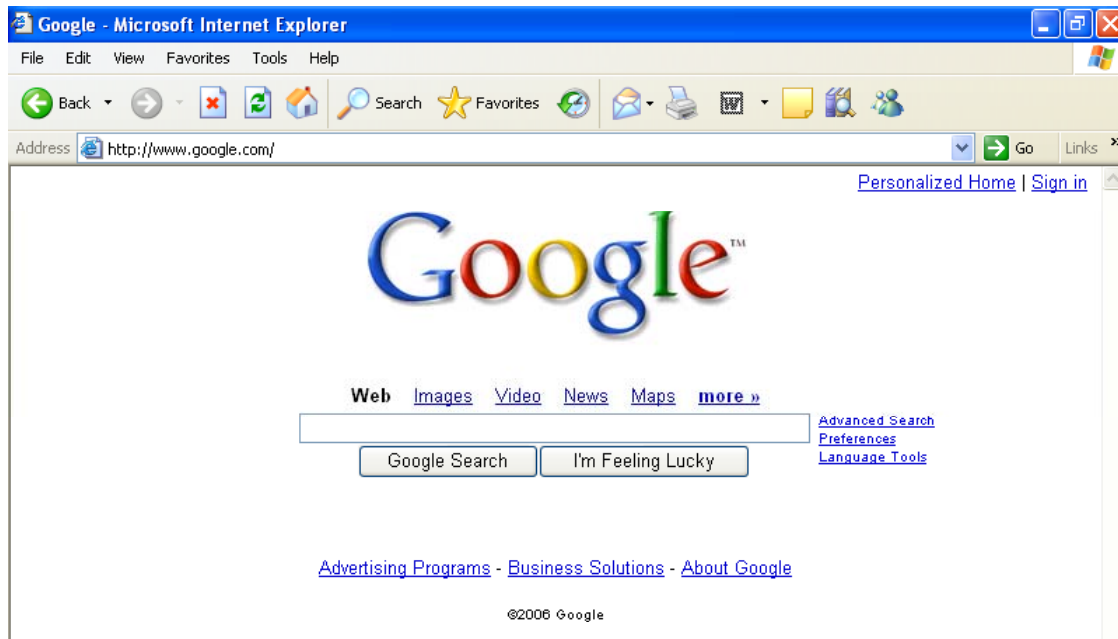 Google - Microsoft Internet Explorer
File Edit View Favorites Tools Help
Back Search Favorites W
Address http://www.google.com/ Go Links »
Personalized Home | Sign in
Google™
Web Images Video News Maps more »
Advanced Search
Preferences
Language Tools
Google Search I'm Feeling Lucky
Advertising Programs - Business Solutions - About Google
©2006 Google